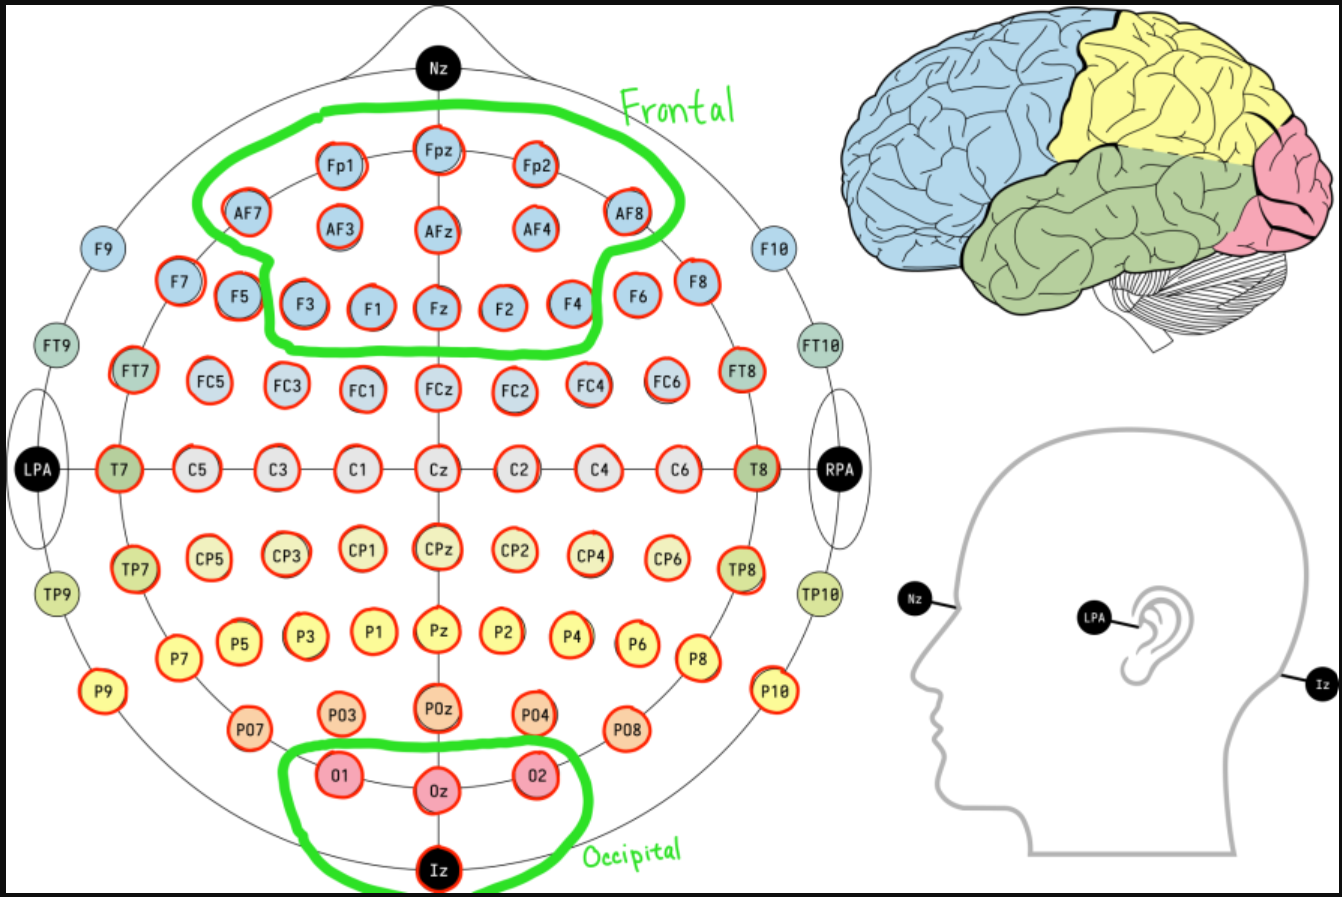 Nz
Frontal
Fp1 Fpz Fp2
AF7 AF3 AFz AF4 AF8
F9 F10
F7 F5 F3 F1 Fz F2 F4 F6 F8
FT9 FT10
FT7 FC5 FC3 FC1 FCz FC2 FC4 FC6 FT8
LPA T7 C5 C3 C1 Cz C2 C4 C6 T8 RPA
TP7 CP5 CP3 CP1 CPz CP2 CP4 CP6 TP8
TP9 TP10
P7 P5 P3 P1 Pz P2 P4 P6 P8
P9 P10
PO7 PO3 POz PO4 PO8
O1 Oz O2
Occipital
Iz
Nz
LPA
Iz